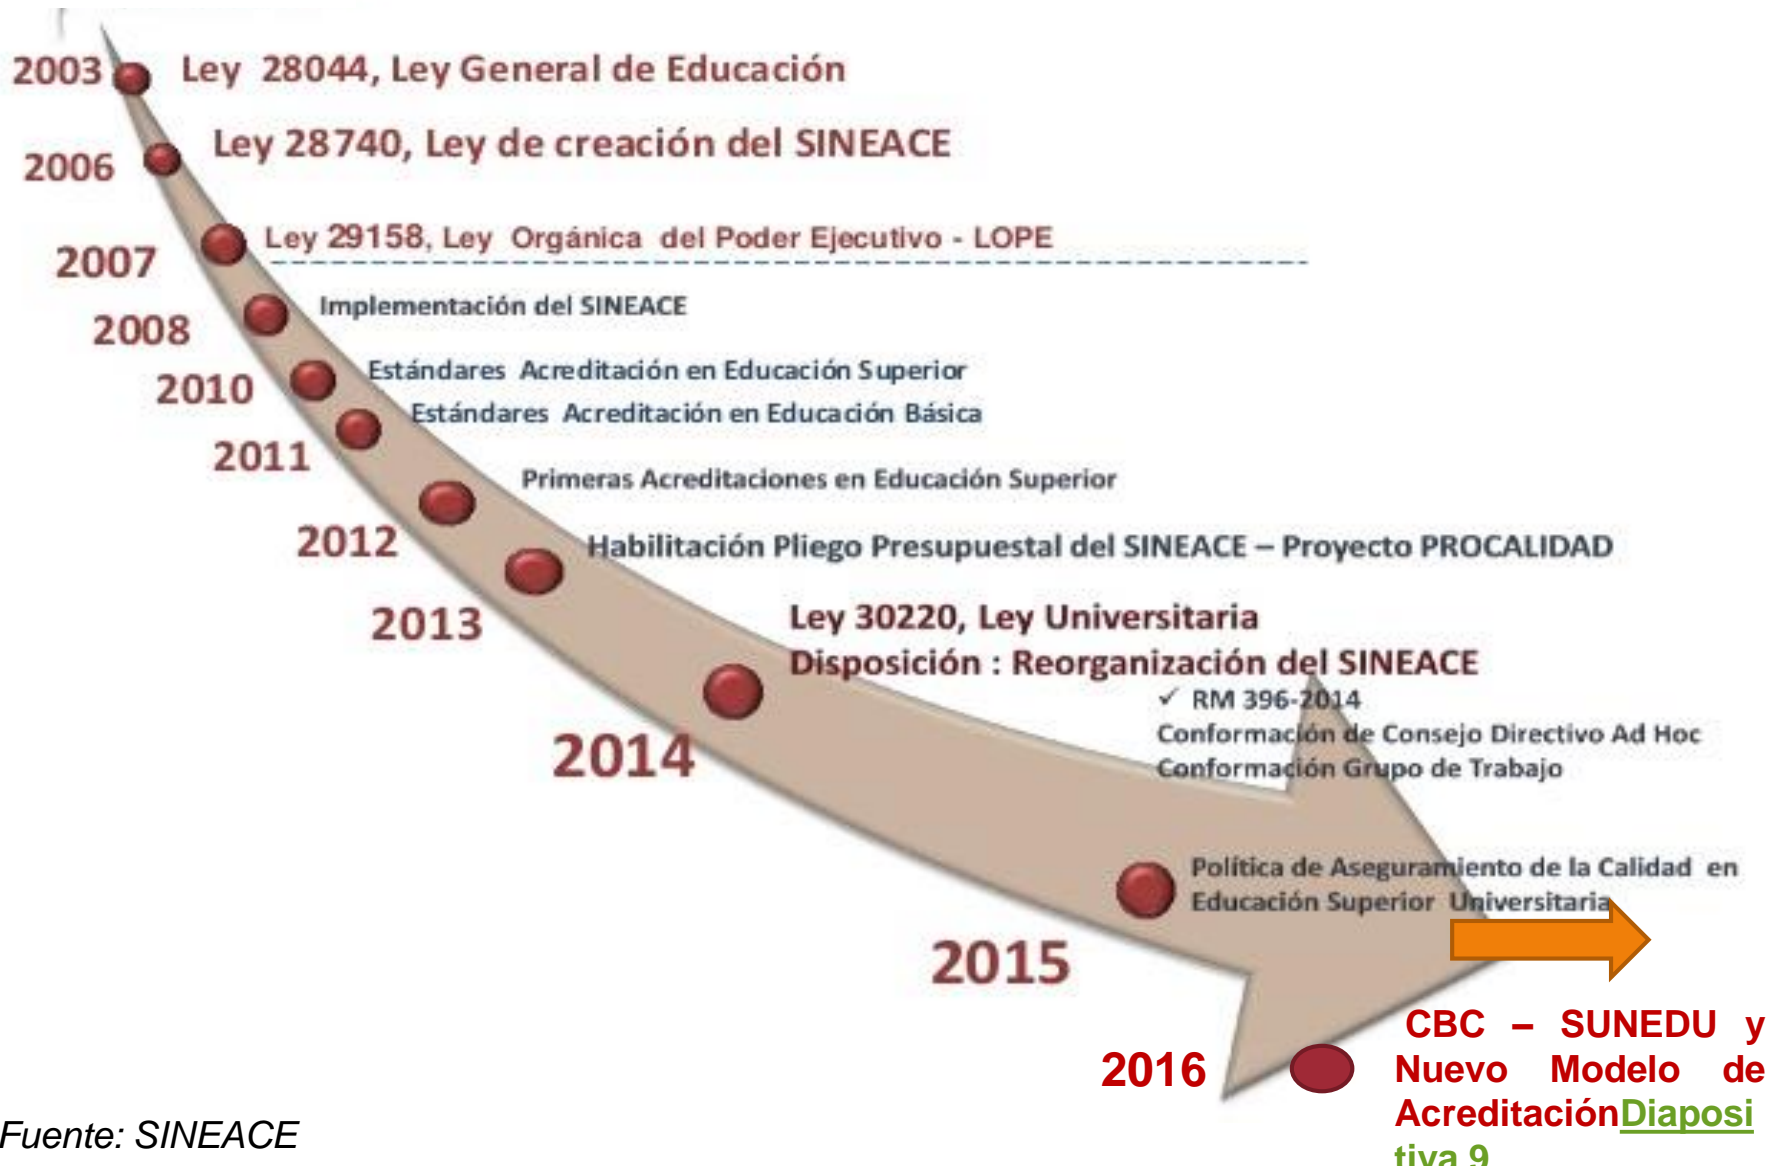 2003 Ley 28044, Ley General de Educación
2006 Ley 28740, Ley de creación del SINEACE
2007 Ley 29158, Ley Orgánica del Poder Ejecutivo - LOPE
2008 Implementación del SINEACE
2010 Estándares Acreditación en Educación Superior
2011 Estándares Acreditación en Educación Básica
2012 Primeras Acreditaciones en Educación Superior
2013 Habilitación Pliego Presupuestal del SINEACE – Proyecto PROCALIDAD
2014 Ley 30220, Ley Universitaria
Disposición : Reorganización del SINEACE
✓ RM 396-2014
Conformación de Consejo Directivo Ad Hoc
Conformación Grupo de Trabajo
2015 Política de Aseguramiento de la Calidad en
Educación Superior Universitaria
2016 CBC – SUNEDU y
Nuevo Modelo de
AcreditaciónDiaposi
tiva 9
Fuente: SINEACE